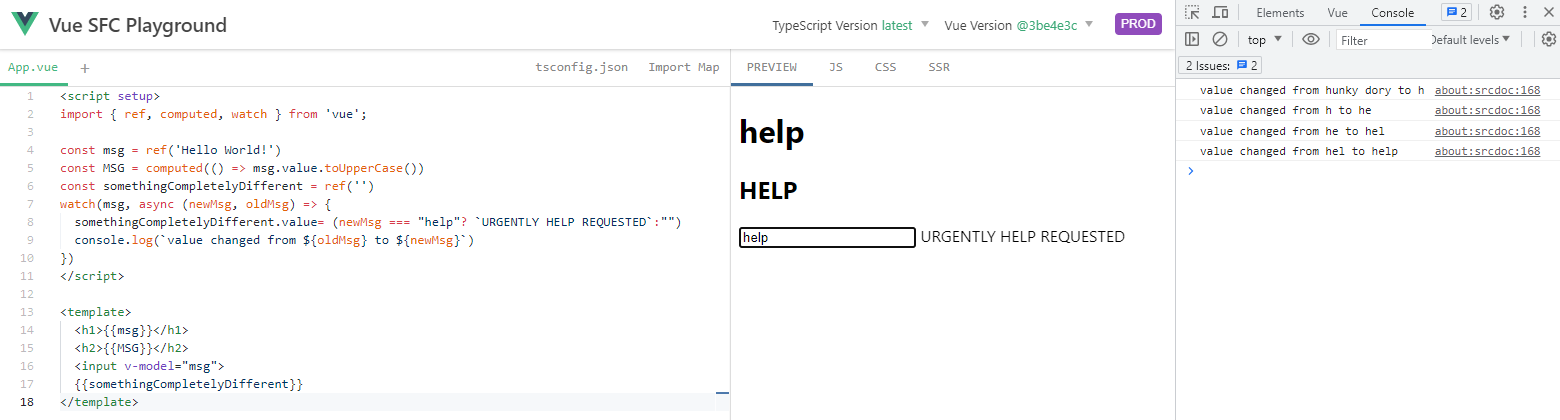 Vue SFC Playground
TypeScript Version latest
Vue Version @3be4e3c
PROD
App.vue
+
tsconfig.json
Import Map
1 <script setup>
2 import { ref, computed, watch } from 'vue';
3
4 const msg = ref('Hello World!')
5 const MSG = computed(() => msg.value.toUpperCase())
6 const somethingCompletelyDifferent = ref('')
7 watch(msg, async (newMsg, oldMsg) => {
8 somethingCompletelyDifferent.value= (newMsg === "help"? `URGENTLY HELP REQUESTED`:"")
9 console.log(`value changed from ${oldMsg} to ${newMsg}`)
10 })
11 </script>
12
13 <template>
14 <h1>{{msg}}</h1>
15 <h2>{{MSG}}</h2>
16 <input v-model="msg">
17 {{somethingCompletelyDifferent}}
18 </template>
PREVIEW
JS
CSS
SSR
help
HELP
help URGENTLY HELP REQUESTED
Elements
Vue
Console
2
top
Filter
Default levels
2 Issues: 2
value changed from hunky dory to h about:srcdoc:168
value changed from h to he about:srcdoc:168
value changed from he to hel about:srcdoc:168
value changed from hel to help about:srcdoc:168
>